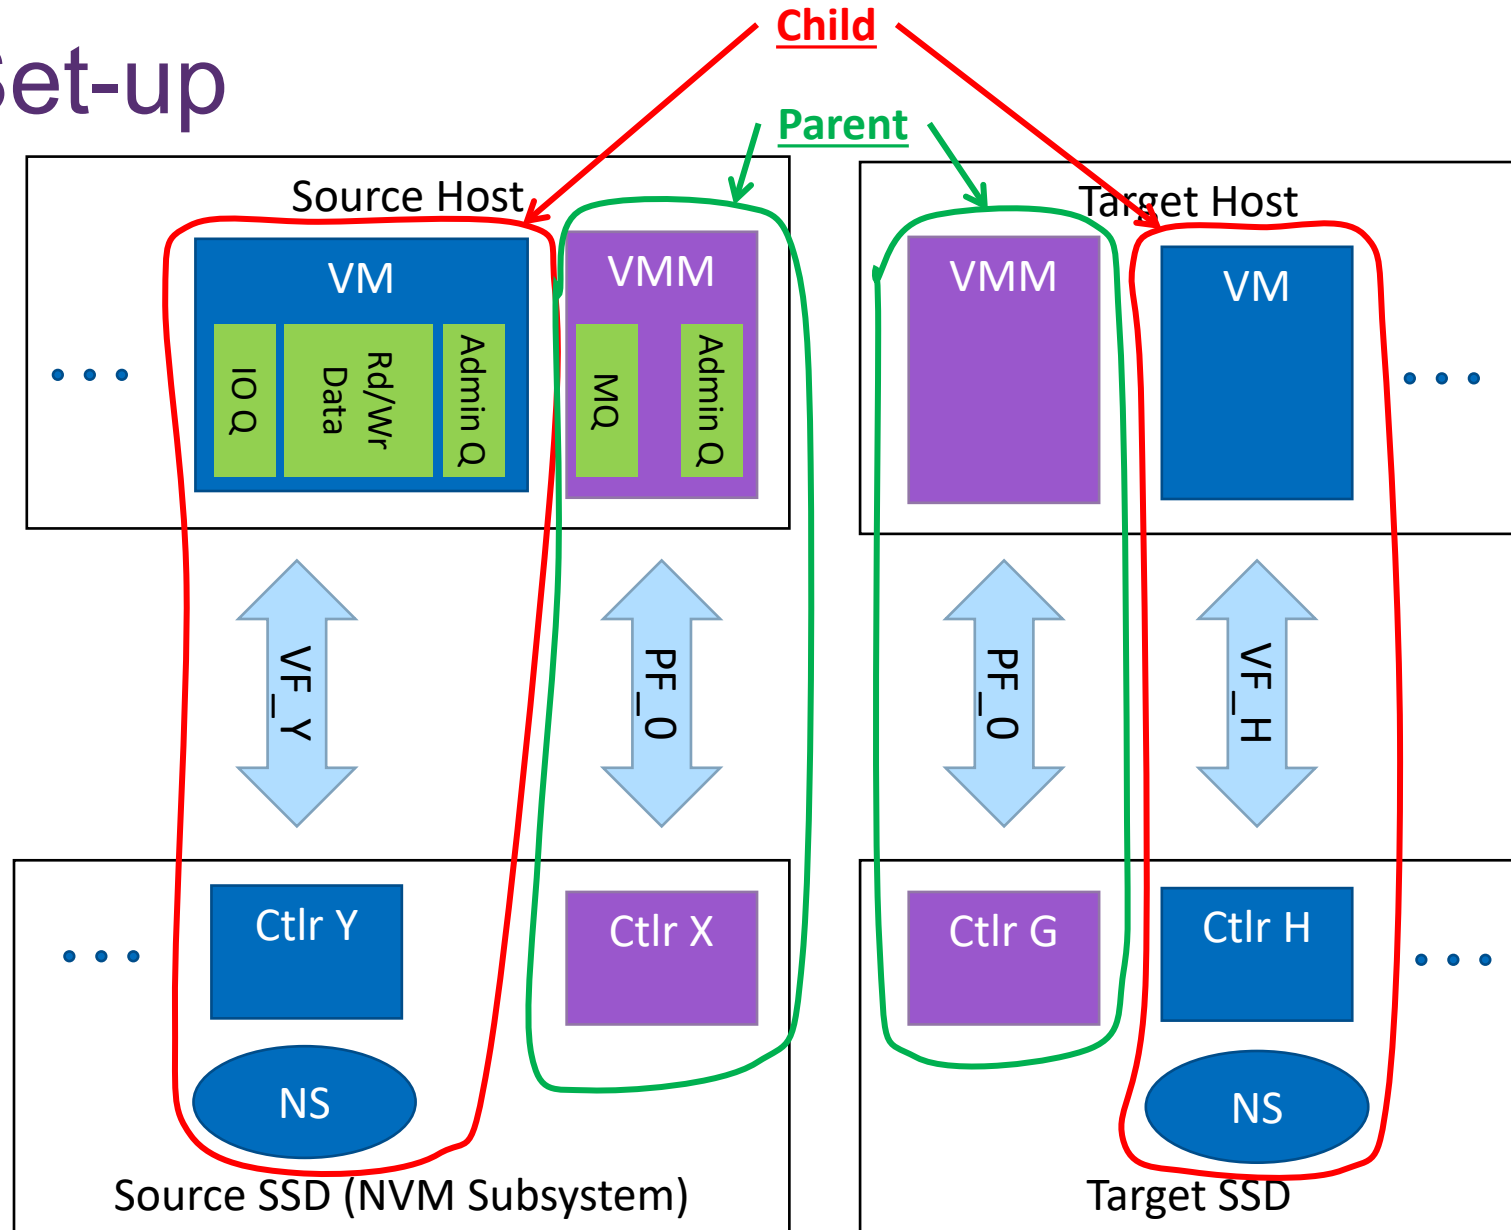 Set-up
Child
Parent
Source Host
Target Host
VM
VMM
VMM
VM
IO Q
Rd/Wr
Data
Admin Q
MQ
Admin Q
VF_Y
PF_0
PF_0
VF_H
Ctlr Y
Ctlr X
Ctlr G
Ctlr H
NS
NS
Source SSD (NVM Subsystem)
Target SSD